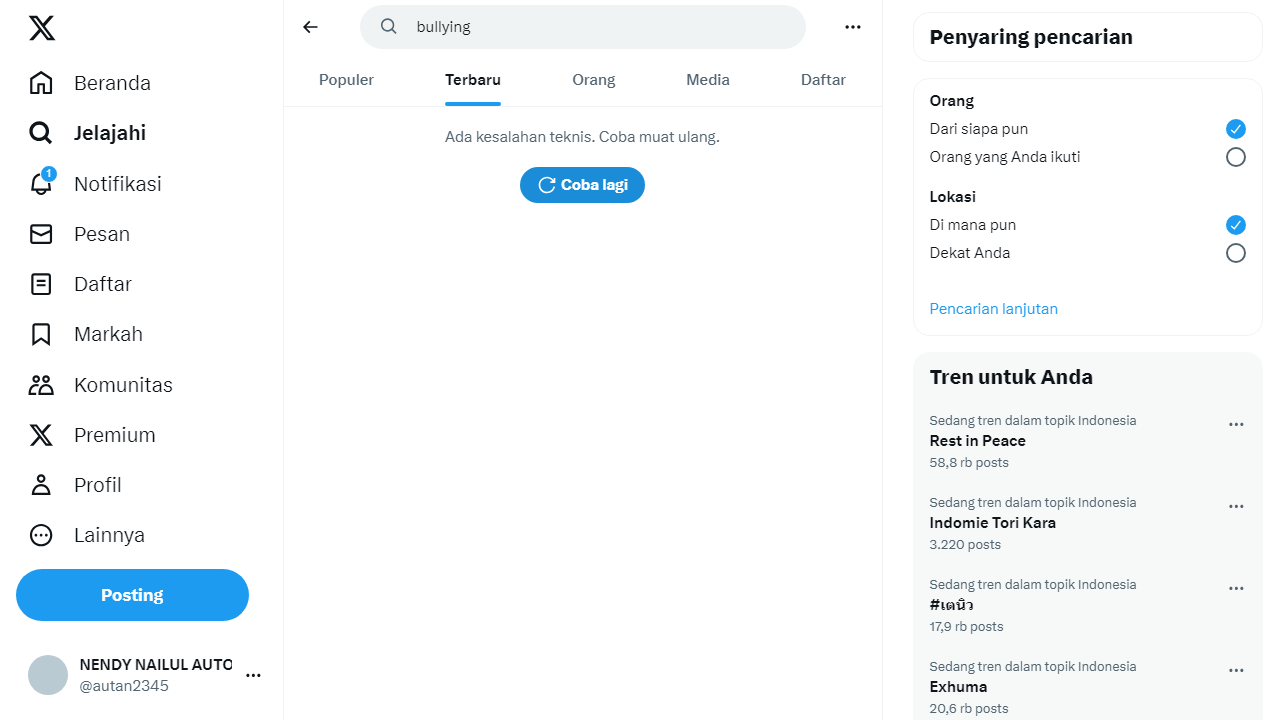 Beranda
Jelajahi
1
Notifikasi
Pesan
Daftar
Markah
Komunitas
Premium
Profil
Lainnya
Posting
NENDY NAILUL AUTO
@autan2345
bullying
Populer
Terbaru
Orang
Media
Daftar
Ada kesalahan teknis. Coba muat ulang.
Coba lagi
Penyaring pencarian
Orang
Dari siapa pun
Orang yang Anda ikuti
Lokasi
Di mana pun
Dekat Anda
Pencarian lanjutan
Tren untuk Anda
Sedang tren dalam topik Indonesia
Rest in Peace
58,8 rb posts
Sedang tren dalam topik Indonesia
Indomie Tori Kara
3.220 posts
Sedang tren dalam topik Indonesia
#เตนิว
17,9 rb posts
Sedang tren dalam topik Indonesia
Exhuma
20,6 rb posts